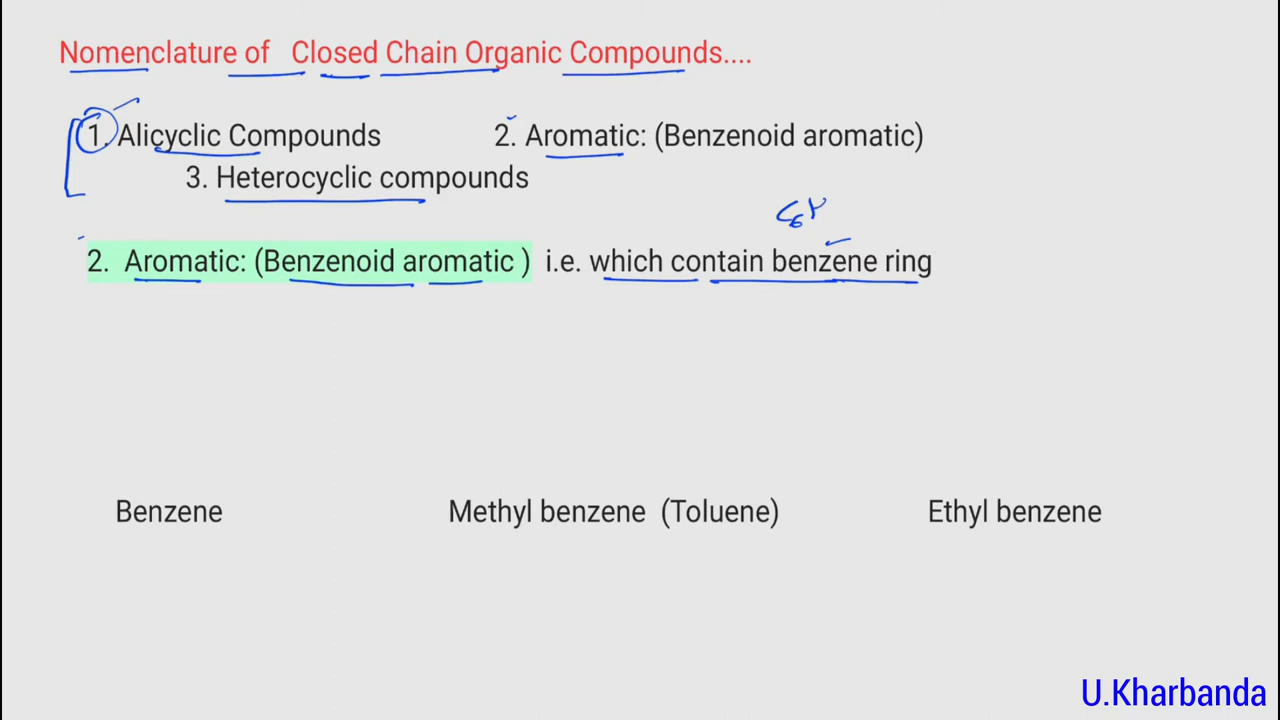 Nomenclature of Closed Chain Organic Compounds....
1. Alicyclic Compounds 2. Aromatic: (Benzenoid aromatic)
3. Heterocyclic compounds
C6H
2. Aromatic: (Benzenoid aromatic ) i.e. which contain benzene ring
Benzene Methyl benzene (Toluene) Ethyl benzene
U.Kharbanda